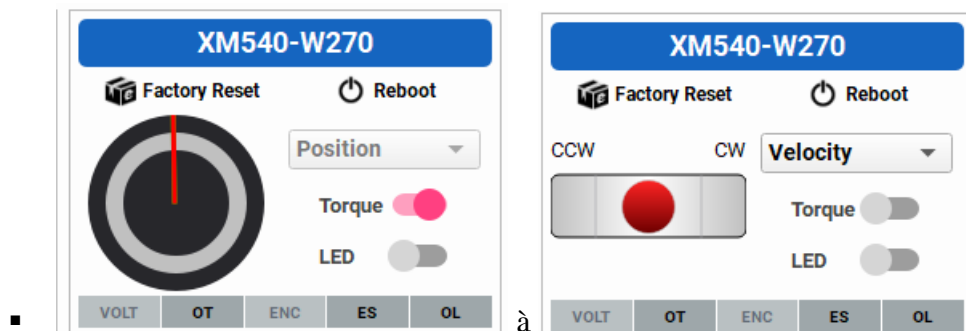 XM540-W270
Factory Reset Reboot
Position
Torque
LED
VOLT OT ENC ES OL
à
XM540-W270
Factory Reset Reboot
CCW CW Velocity
Torque
LED
VOLT OT ENC ES OL